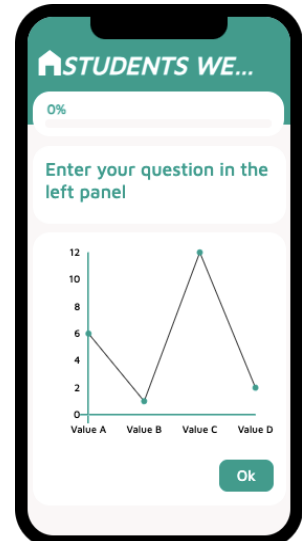 STUDENTS WE...
0%
Enter your question in the
left panel
12
10
8
6
4
2
0
Value A Value B Value C Value D
Ok